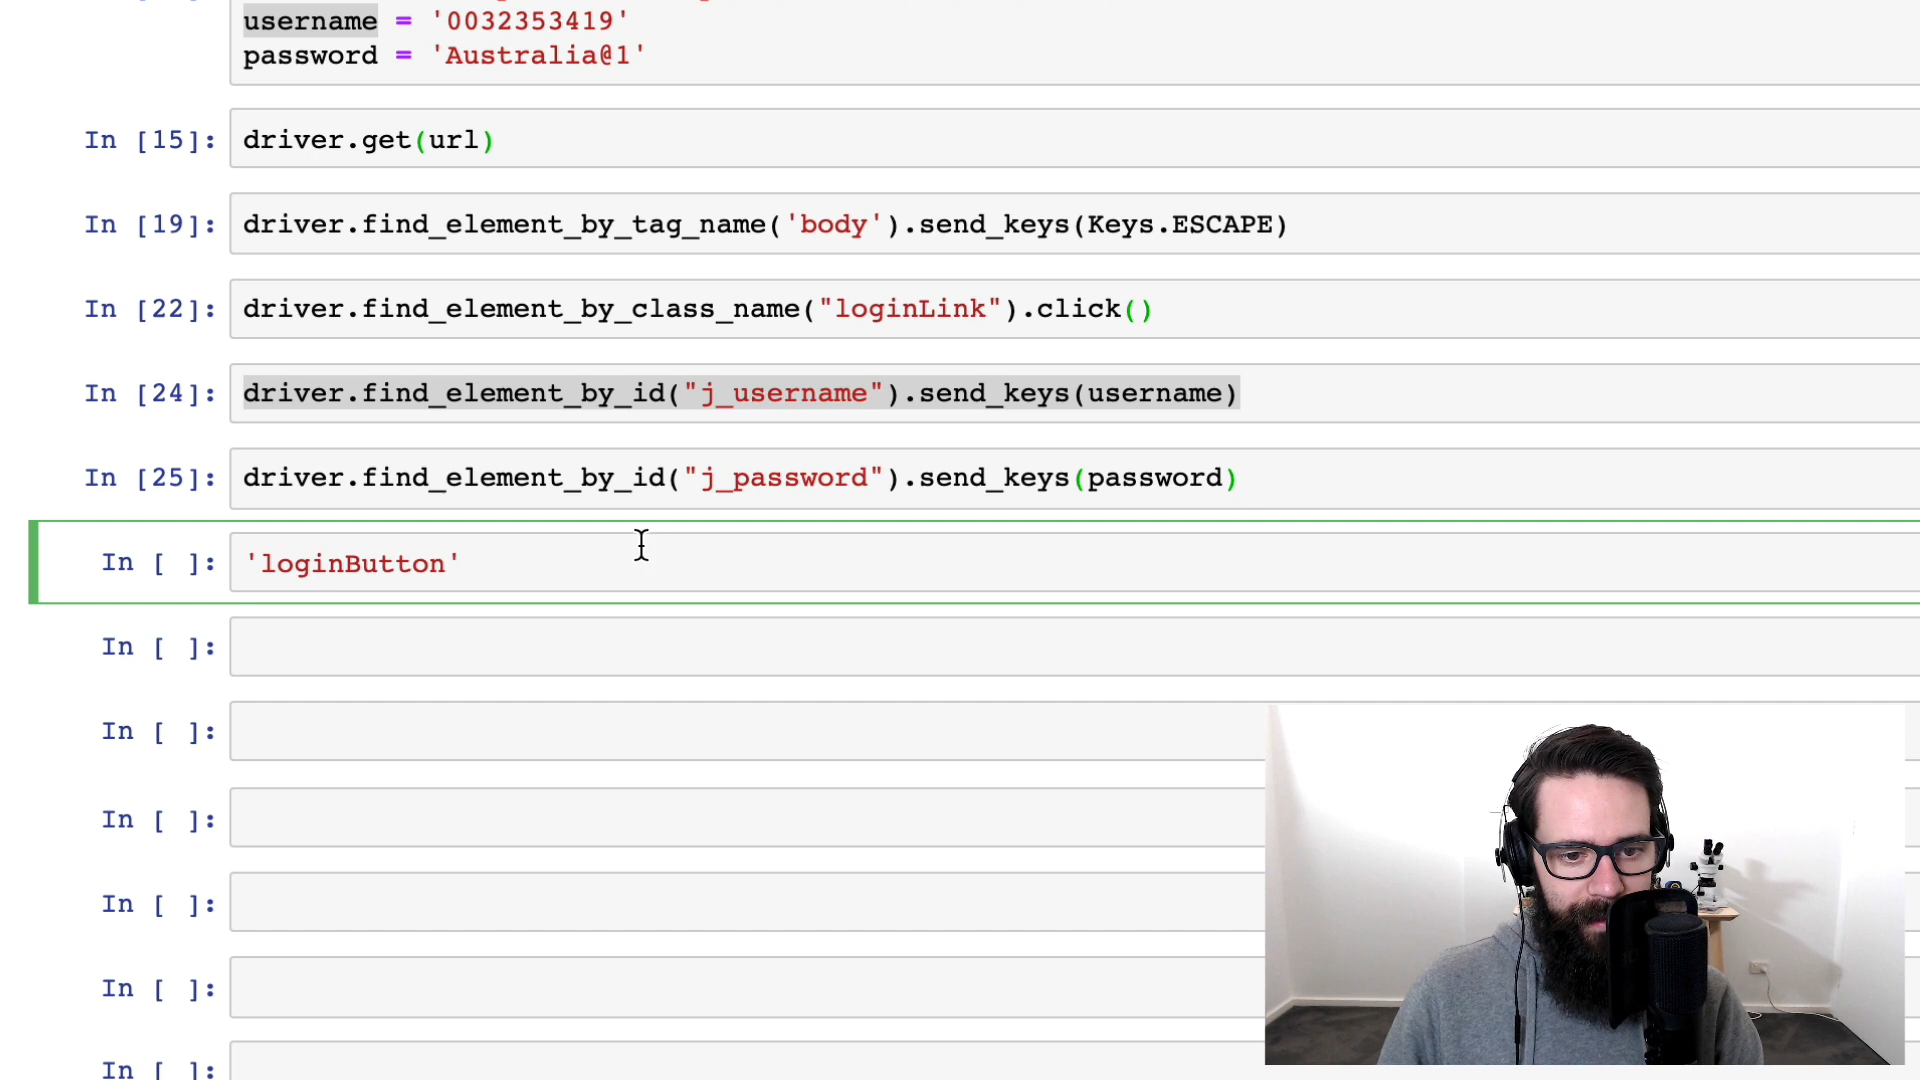 username = '0032353419'
password = 'Australia@1'
In [15]: driver.get(url)
In [19]: driver.find_element_by_tag_name('body').send_keys(Keys.ESCAPE)
In [22]: driver.find_element_by_class_name("loginLink").click()
In [24]: driver.find_element_by_id("j_username").send_keys(username)
In [25]: driver.find_element_by_id("j_password").send_keys(password)
In [ ]: 'loginButton'
In [ ]:
In [ ]:
In [ ]:
In [ ]:
In [ ]:
In [ ]: